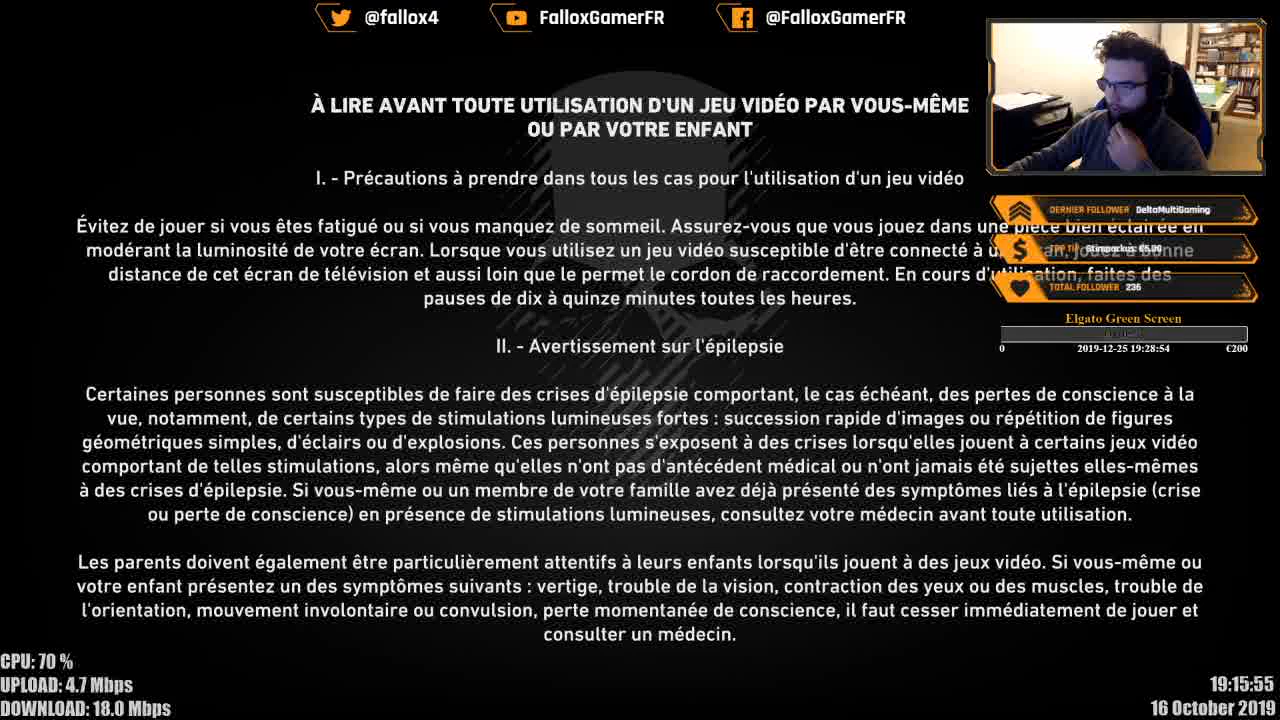 @fallox4
FalloxGamerFR
@FalloxGamerFR
À LIRE AVANT TOUTE UTILISATION D'UN JEU VIDÉO PAR VOUS-MÊME
OU PAR VOTRE ENFANT
I. - Précautions à prendre dans tous les cas pour l'utilisation d'un jeu vidéo
Évitez de jouer si vous êtes fatigué ou si vous manquez de sommeil. Assurez-vous que vous jouez dans une pièce bien éclairée en
modérant la luminosité de votre écran. Lorsque vous utilisez un jeu vidéo susceptible d'être connecté à un écran, jouez à bonne
distance de cet écran de télévision et aussi loin que le permet le cordon de raccordement. En cours d'utilisation, faites des
pauses de dix à quinze minutes toutes les heures.
II. - Avertissement sur l'épilepsie
Certaines personnes sont susceptibles de faire des crises d'épilepsie comportant, le cas échéant, des pertes de conscience à la
vue, notamment, de certains types de stimulations lumineuses fortes : succession rapide d'images ou répétition de figures
géométriques simples, d'éclairs ou d'explosions. Ces personnes s'exposent à des crises lorsqu'elles jouent à certains jeux vidéo
comportant de telles stimulations, alors même qu'elles n'ont pas d'antécédent médical ou n'ont jamais été sujettes elles-mêmes
à des crises d'épilepsie. Si vous-même ou un membre de votre famille avez déjà présenté des symptômes liés à l'épilepsie (crise
ou perte de conscience) en présence de stimulations lumineuses, consultez votre médecin avant toute utilisation.
Les parents doivent également être particulièrement attentifs à leurs enfants lorsqu'ils jouent à des jeux vidéo. Si vous-même ou
votre enfant présentez un des symptômes suivants : vertige, trouble de la vision, contraction des yeux ou des muscles, trouble de
l'orientation, mouvement involontaire ou convulsion, perte momentanée de conscience, il faut cesser immédiatement de jouer et
consulter un médecin.
DERNIER FOLLOWER DeltaMultiGaming
TOP TIP €5.00
TOTAL FOLLOWER 236
Elgato Green Screen
0 2019-12-25 19:28:54 €200
CPU: 70 %
UPLOAD: 4.7 Mbps
DOWNLOAD: 18.0 Mbps
19:15:55
16 October 2019